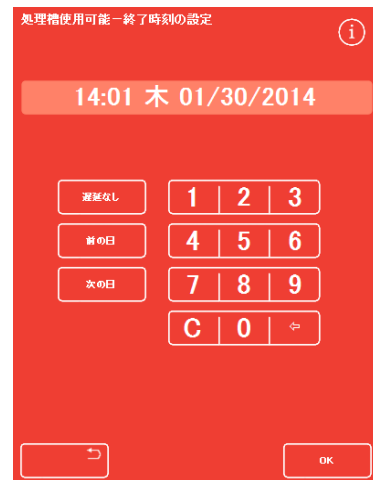 処理槽使用可能－終了時刻の設定
i
14:01 木 01/30/2014
遅延なし 1 2 3
前の日 4 5 6
次の日 7 8 9
C 0 ⇦
OK